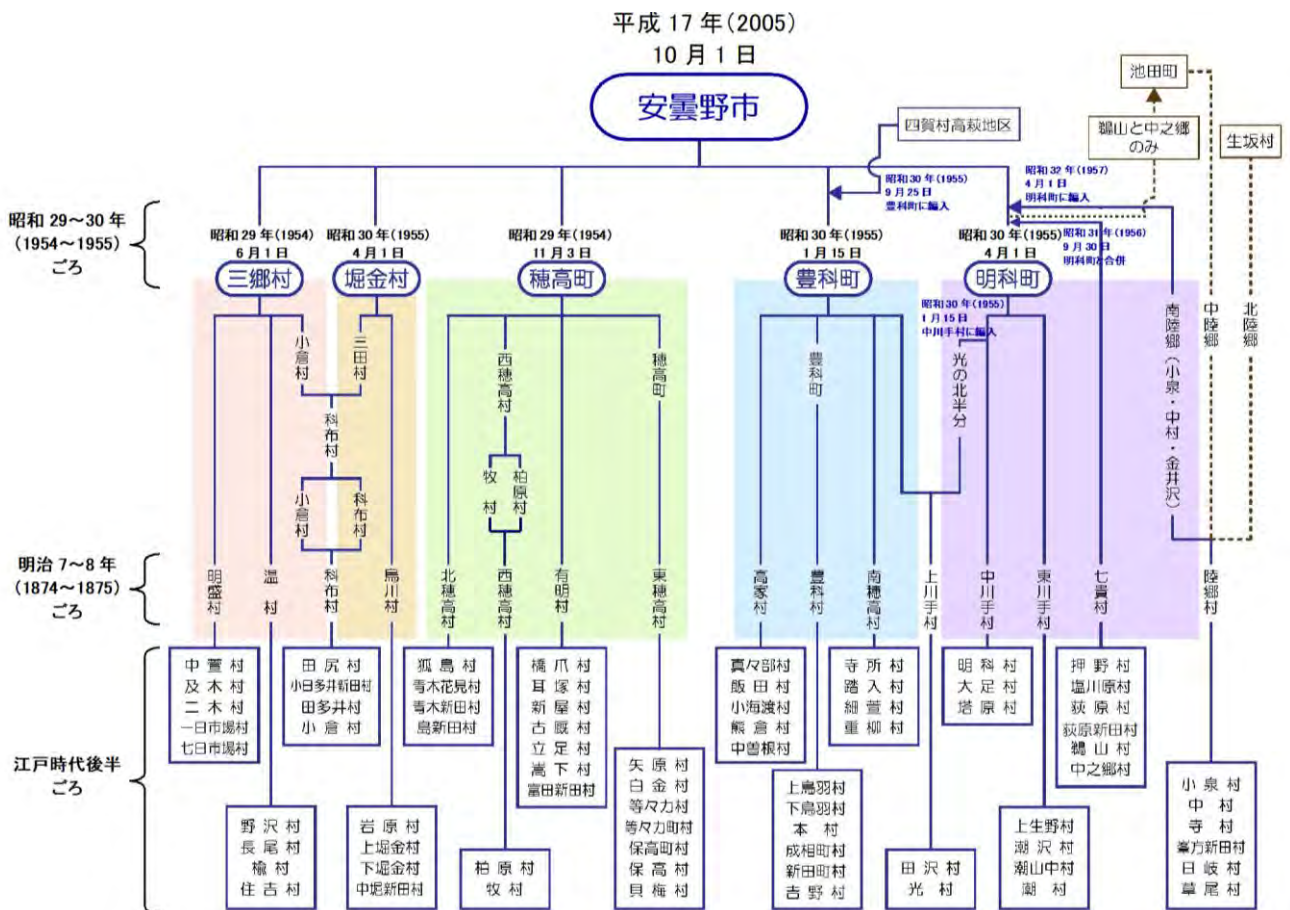 平成17年(2005)
10月1日
安曇野市
池田町
四賀村高萩地区
鵜山と中之郷
のみ
生坂村
昭和30年(1955)
9月25日
豊科町に編入
昭和32年(1957)
4月1日
明科町に編入
昭和29～30年
(1954～1955)
ごろ
昭和29年(1954)
6月1日
三郷村
昭和30年(1955)
4月1日
堀金村
昭和29年(1954)
11月3日
穂高町
昭和30年(1955)
1月15日
豊科町
昭和30年(1955)
4月1日
明科町
昭和31年(1956)
9月30日
明科町と合併
昭和30年(1955)
1月15日
中川手村に編入
小倉村
三田村
西穂高村
穂高町
豊科町
光の北半分
南陸郷(小泉・中村・金井沢)
中陸郷
北陸郷
科布村
小倉村
科布村
牧村
柏原村
明治7～8年
(1874～1875)
ごろ
明盛村
温村
科布村
烏川村
北穂高村
西穂高村
有明村
東穂高村
高家村
豊科村
南穂高村
上川手村
中川手村
東川手村
七貴村
陸郷村
江戸時代後半
ごろ
中萱村
及木村
二木村
一日市場村
七日市場村
野沢村
長尾村
楡村
住吉村
田尻村
小田多井新田村
田多井村
小倉村
岩原村
上堀金村
下堀金村
中堀新田村
狐島村
青木花見村
青木新田村
島新田村
柏原村
牧村
橋爪村
耳塚村
新屋村
古厩村
立足村
嵩下村
富田新田村
矢原村
白金村
等々力村
等々力町村
保高町村
保高村
貝梅村
真々部村
飯田村
小海渡村
熊倉村
中曽根村
上鳥羽村
下鳥羽村
本村
成相町村
新田町村
吉野村
寺所村
踏入村
細萱村
重柳村
田沢村
光村
明科村
大足村
塔原村
上生野村
潮沢村
潮山中村
潮村
押野村
塩川原村
荻原村
荻原新田村
鵜山村
中之郷村
小泉村
中村
寺村
峯方新田村
日岐村
草尾村